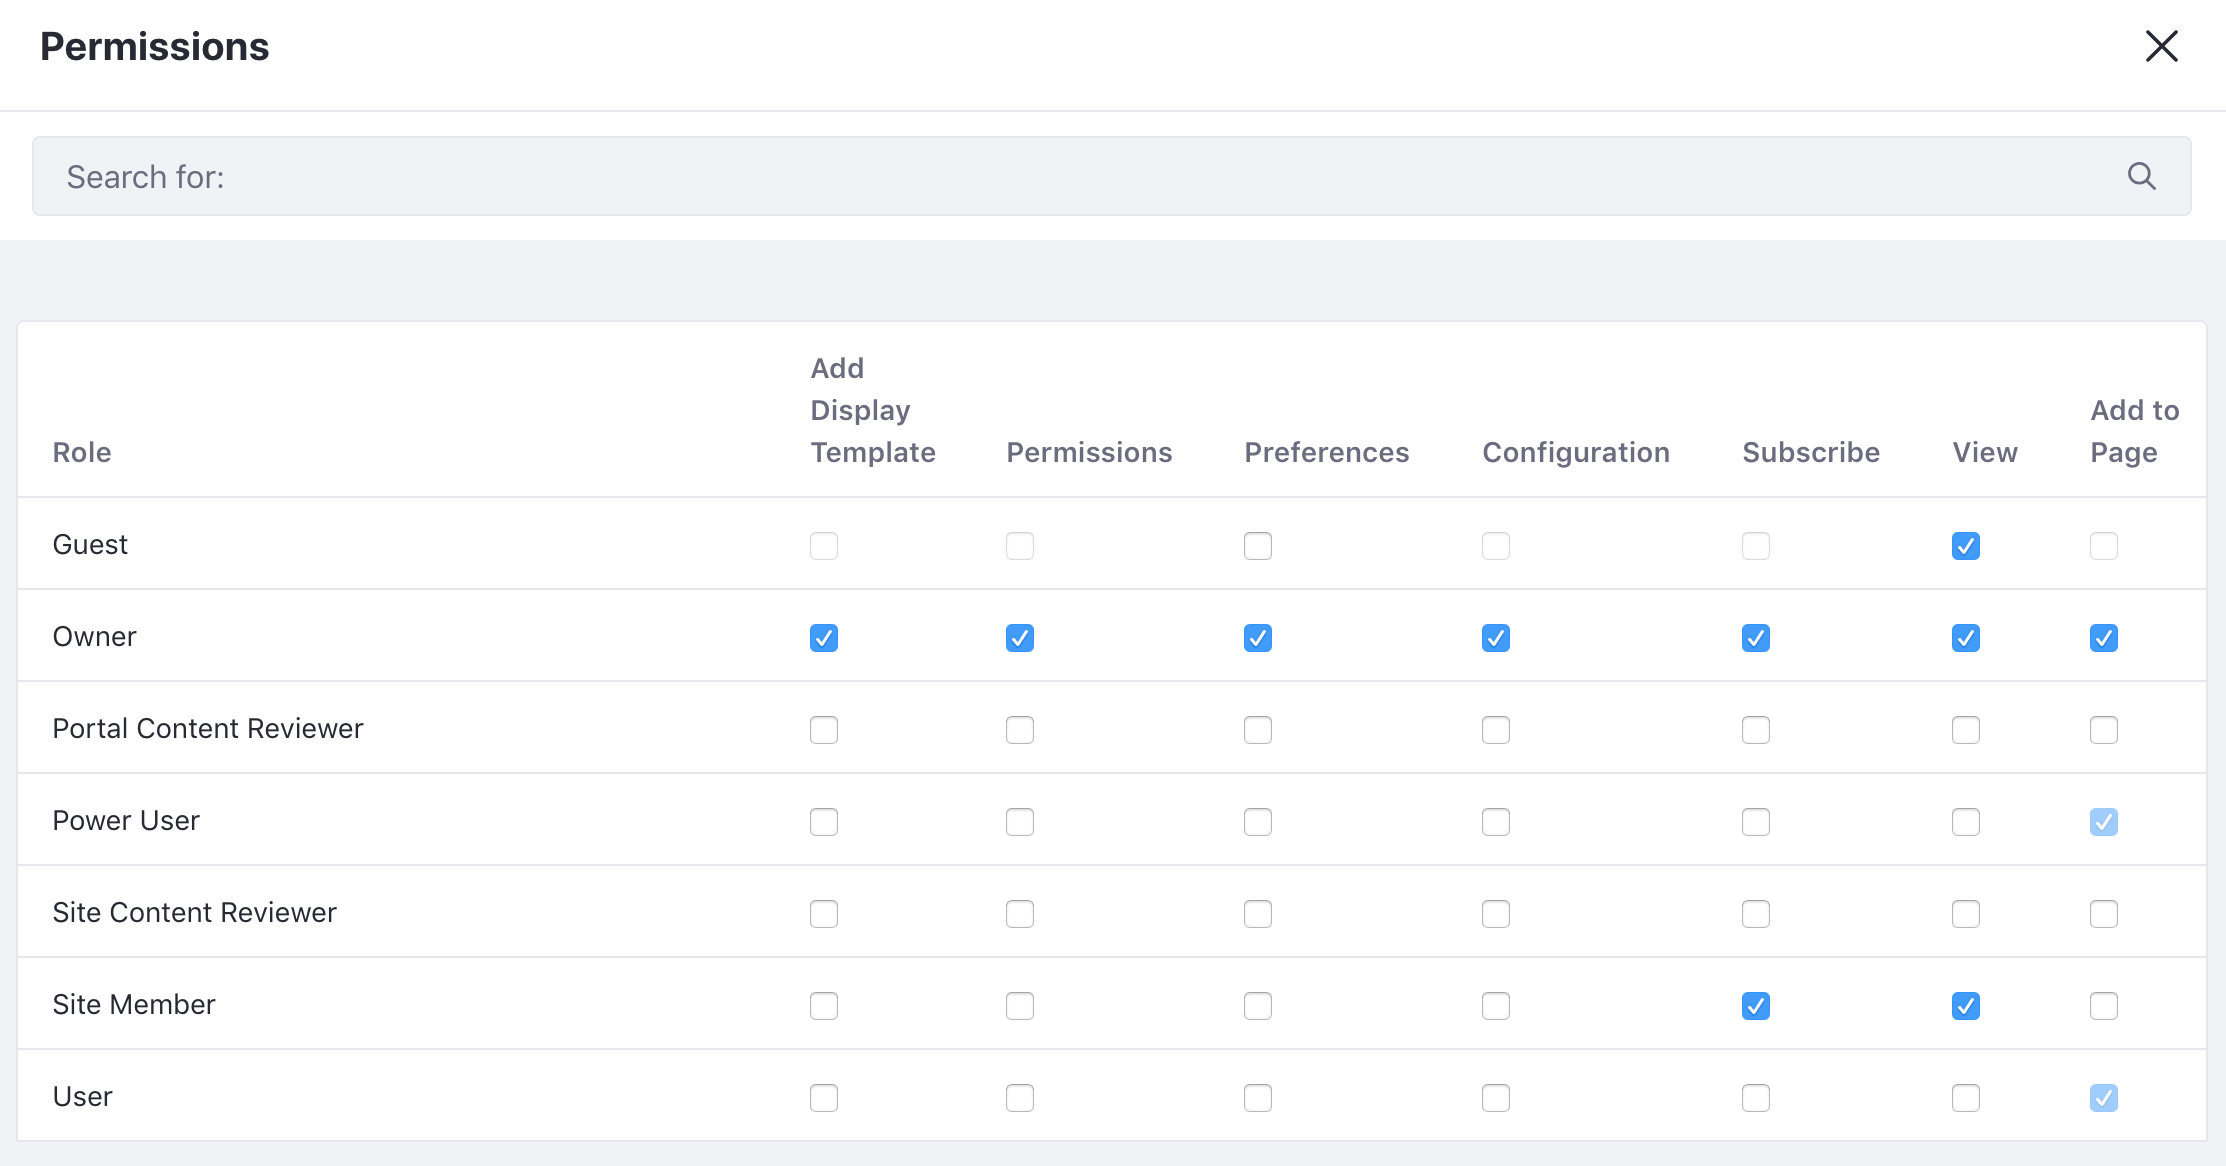 Permissions
Search for:
Role
Add
Display
Template
Permissions
Preferences
Configuration
Subscribe
View
Add to
Page
Guest
Owner
Portal Content Reviewer
Power User
Site Content Reviewer
Site Member
User